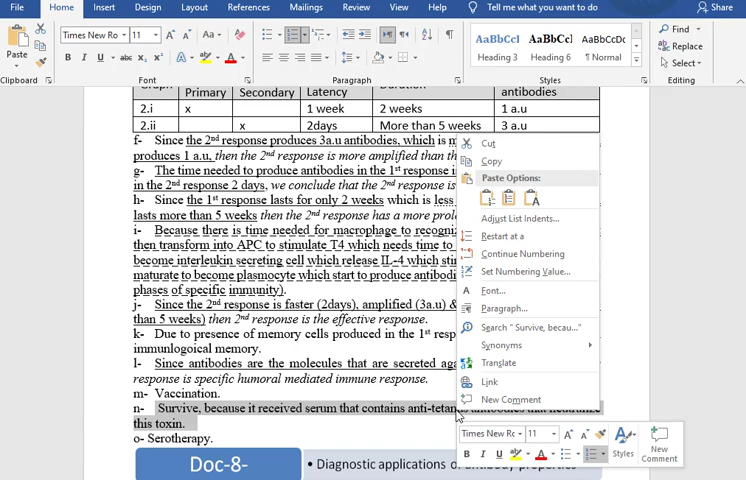 File Home Insert Design Layout References Mailings Review View Help Tell me what you want to do Share
Times New Ro 11 Aa Find
Paste Replace
B I U abc x₂ x² A AaBbCcI AaBbCc AaBbCcDc Select
Heading 3 Heading 6 ¶ Normal
Clipboard Font Paragraph Styles Editing
Primary Secondary Latency antibodies
2.i x 1 week 2 weeks 1 a.u
2.ii x 2days More than 5 weeks 3 a.u
f- Since the 2nd response produces 3a.u antibodies, which is
produces 1 a.u, then the 2nd response is more amplified than
g- The time needed to produce antibodies in the 1st response
in the 2nd response 2 days, we conclude that the 2nd response is
h- Since the 1st response lasts for only 2 weeks which is less
lasts more than 5 weeks then the 2nd response has a more
i- Because there is time needed for macrophage to
then transform into APC to stimulate T4 which needs time to
become interleukin secreting cell which release IL-4 which
maturate to become plasmocyte which start to produce
phases of specific immunity).
j- Since the 2nd response is faster (2days), amplified (3a.u) &
than 5 weeks) then 2nd response is the effective response.
k- Due to presence of memory cells produced in the 1st
immunlogoical memory.
l- Since antibodies are the molecules that are secreted
response is specific humoral mediated immune response.
m- Vaccination.
n- Survive, because it received serum that contains anti-tetanus antibodies that neutralize
this toxin.
o- Serotherapy.
Doc-8- • Diagnostic applications of antibody properties
Cut
Copy
Paste Options:
Adjust List Indents...
Restart at a
Continue Numbering
Set Numbering Value...
Font...
Paragraph...
Search " Survive, becau..."
Synonyms
Translate
Link
New Comment
Times New Ro 11 A A
B I U Styles New
Comment